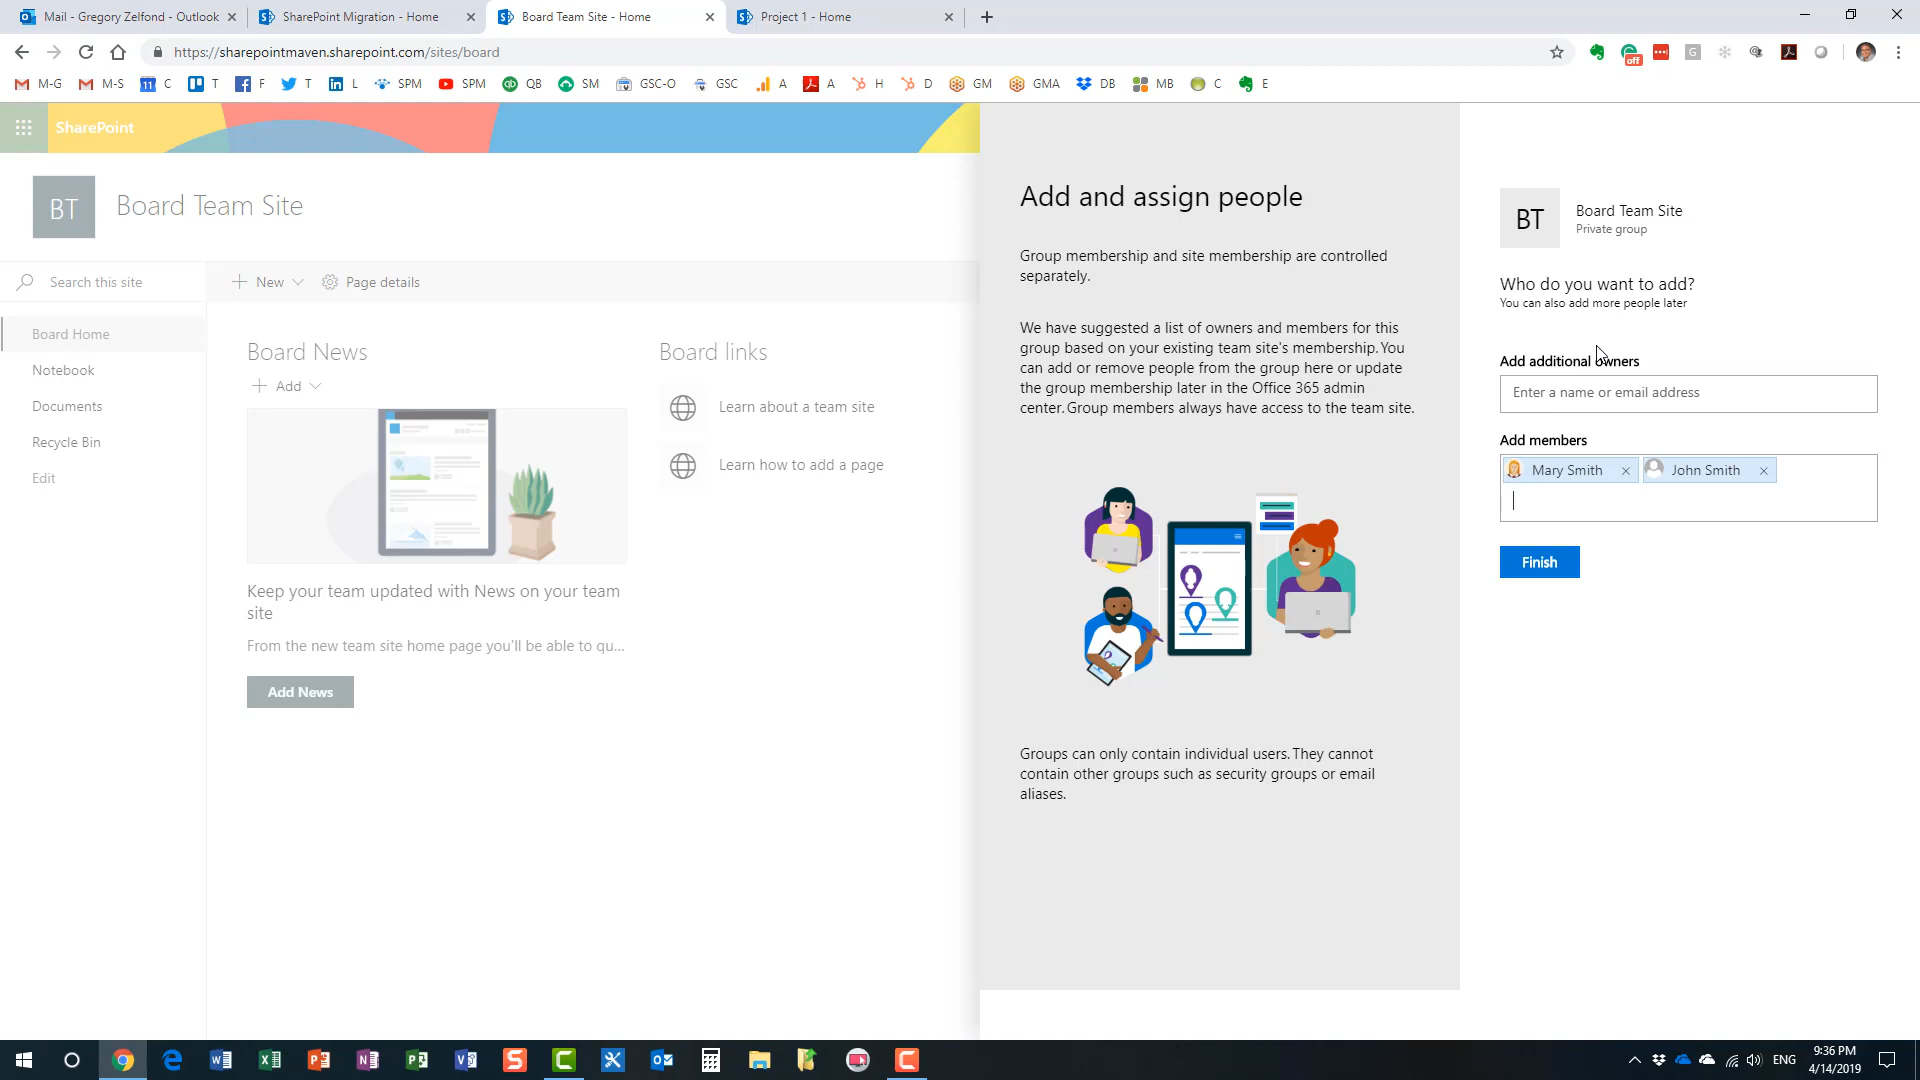 Mail - Gregory Zelfond - Outlook
SharePoint Migration - Home
Board Team Site - Home
Project 1 - Home
https://sharepointmaven.sharepoint.com/sites/board
off
M-G
M-S
11
C
T
F
T
L
SPM
SPM
QB
SM
GSC-O
GSC
A
A
H
D
GM
GMA
DB
MB
C
E
SharePoint
BT
Board Team Site
Search this site
New
Page details
Board Home
Notebook
Documents
Recycle Bin
Edit
Board News
Add
Keep your team updated with News on your team
site
From the new team site home page you'll be able to qu...
Add News
Board links
Learn about a team site
Learn how to add a page
Add and assign people
Group membership and site membership are controlled
separately.
We have suggested a list of owners and members for this
group based on your existing team site's membership. You
can add or remove people from the group here or update
the group membership later in the Office 365 admin
center. Group members always have access to the team site.
Groups can only contain individual users. They cannot
contain other groups such as security groups or email
aliases.
BT
Board Team Site
Private group
Who do you want to add?
You can also add more people later
Add additional owners
Enter a name or email address
Add members
Mary Smith
John Smith
Finish
ENG
9:36 PM
4/14/2019